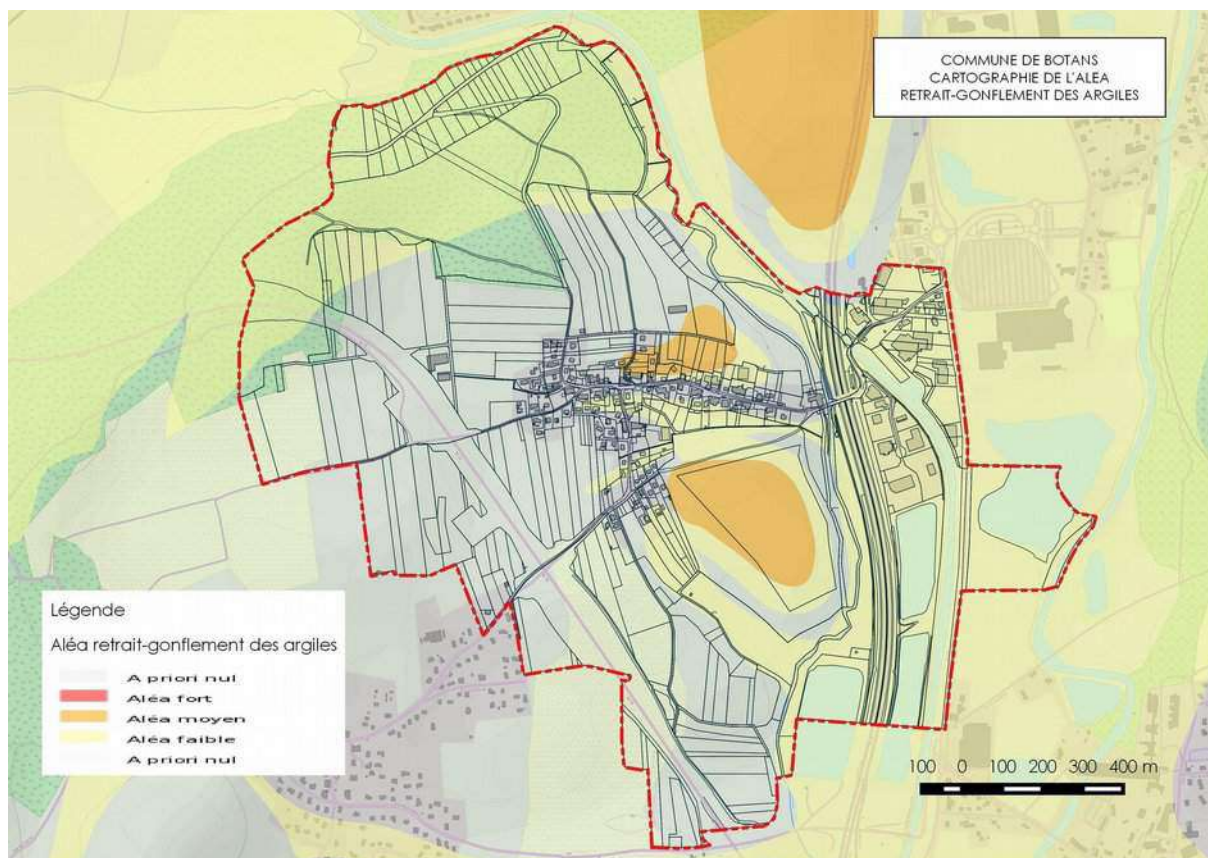 COMMUNE DE BOTANS
CARTOGRAPHIE DE L'ALEA
RETRAIT-GONFLEMENT DES ARGILES
Légende
Aléa retrait-gonflement des argiles
A priori nul
Aléa fort
Aléa moyen
Aléa faible
A priori nul
100 0 100 200 300 400 m